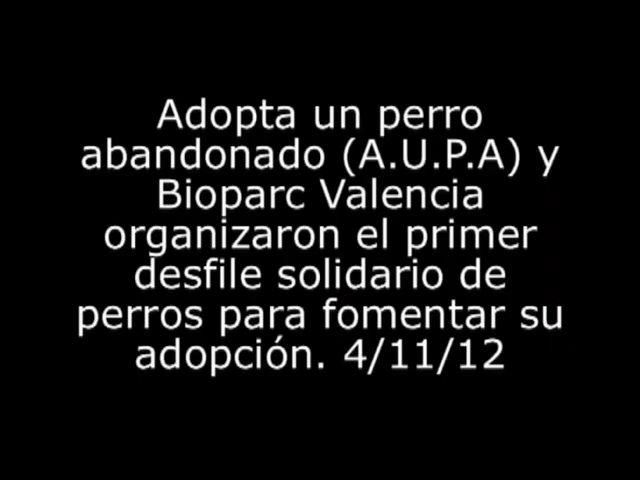 Adopta un perro
abandonado (A.U.P.A) y
Bioparc Valencia
organizaron el primer
desfile solidario de
perros para fomentar su
adopción. 4/11/12